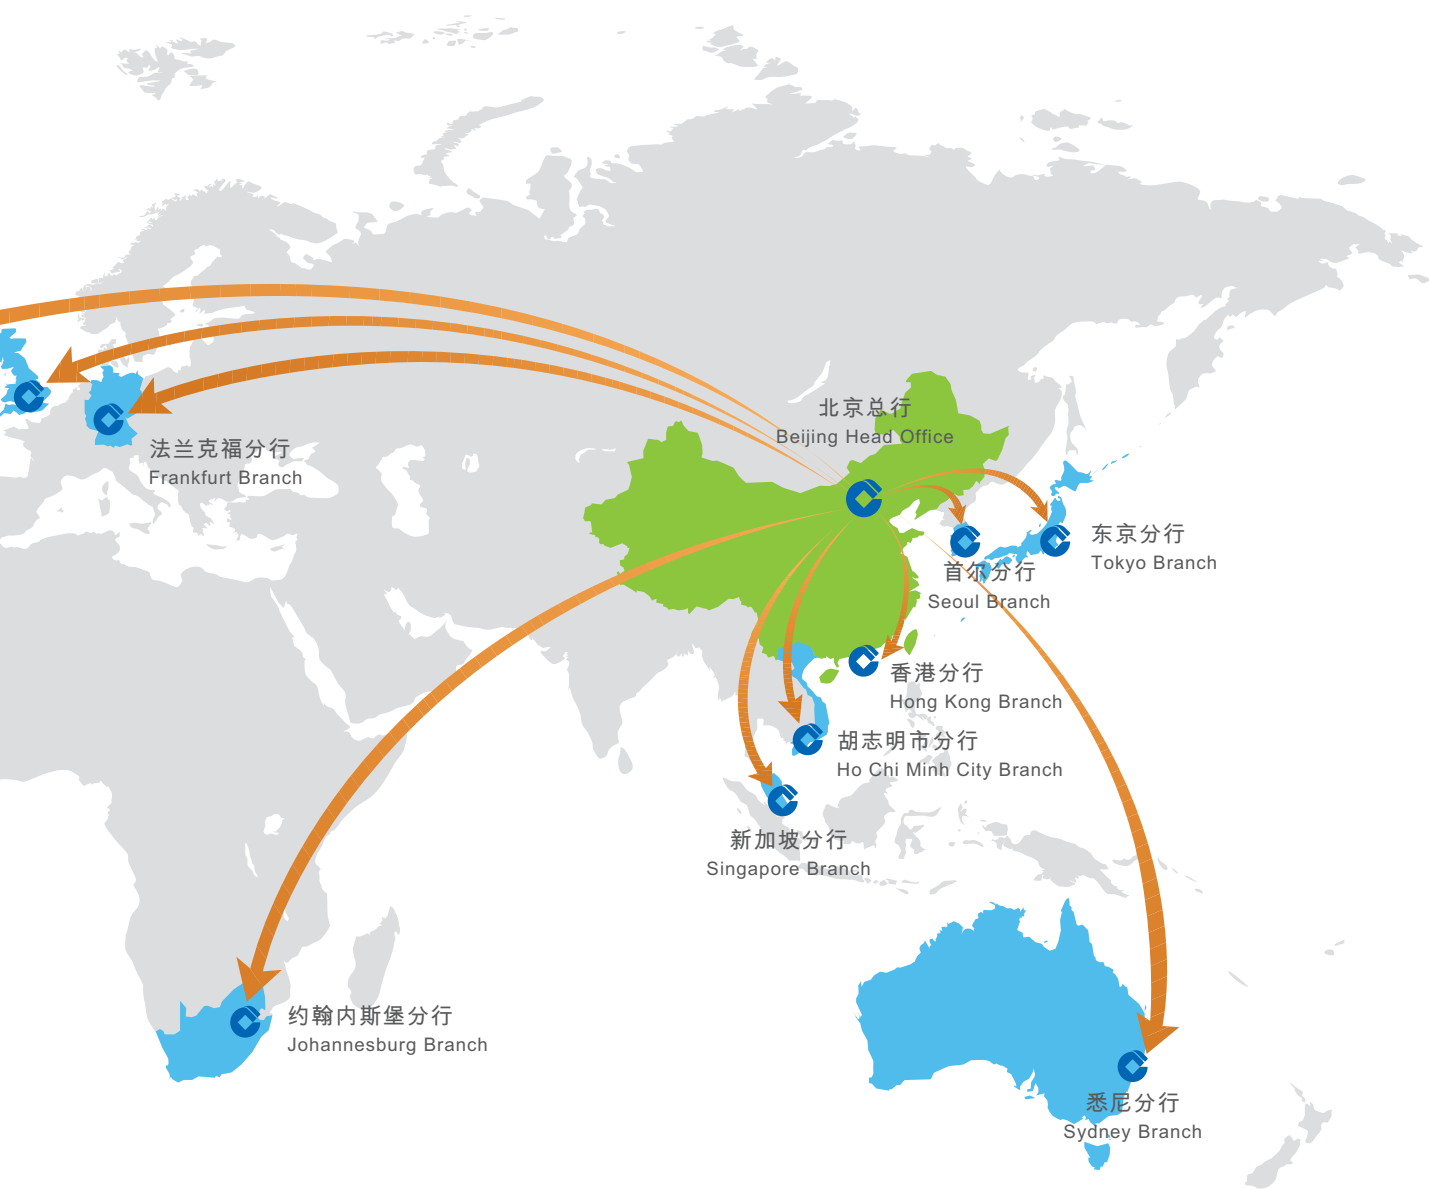 北京总行
Beijing Head Office
法兰克福分行
Frankfurt Branch
东京分行
Tokyo Branch
首尔分行
Seoul Branch
香港分行
Hong Kong Branch
胡志明市分行
Ho Chi Minh City Branch
新加坡分行
Singapore Branch
约翰内斯堡分行
Johannesburg Branch
悉尼分行
Sydney Branch